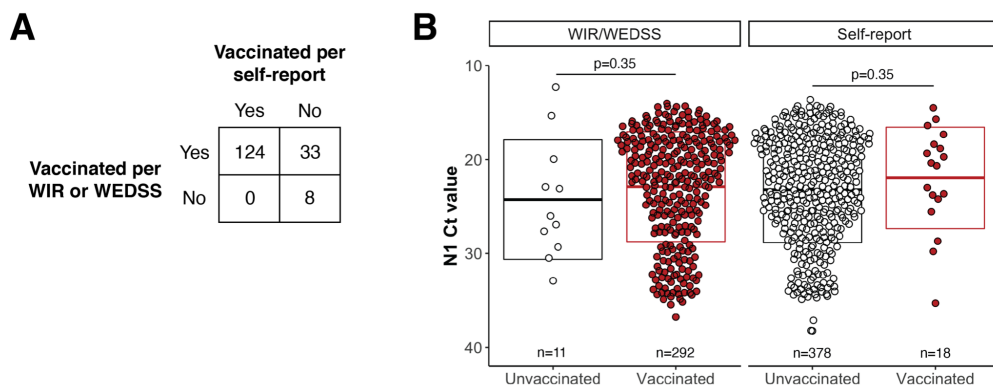 A
Vaccinated per
self-report
Yes No
Vaccinated per
WIR or WEDSS
Yes 124 33
No 0 8
B
WIR/WEDSS Self-report
p=0.35 p=0.35
N1 Ct value
10
20
30
40
n=11 n=292 n=378 n=18
Unvaccinated Vaccinated Unvaccinated Vaccinated